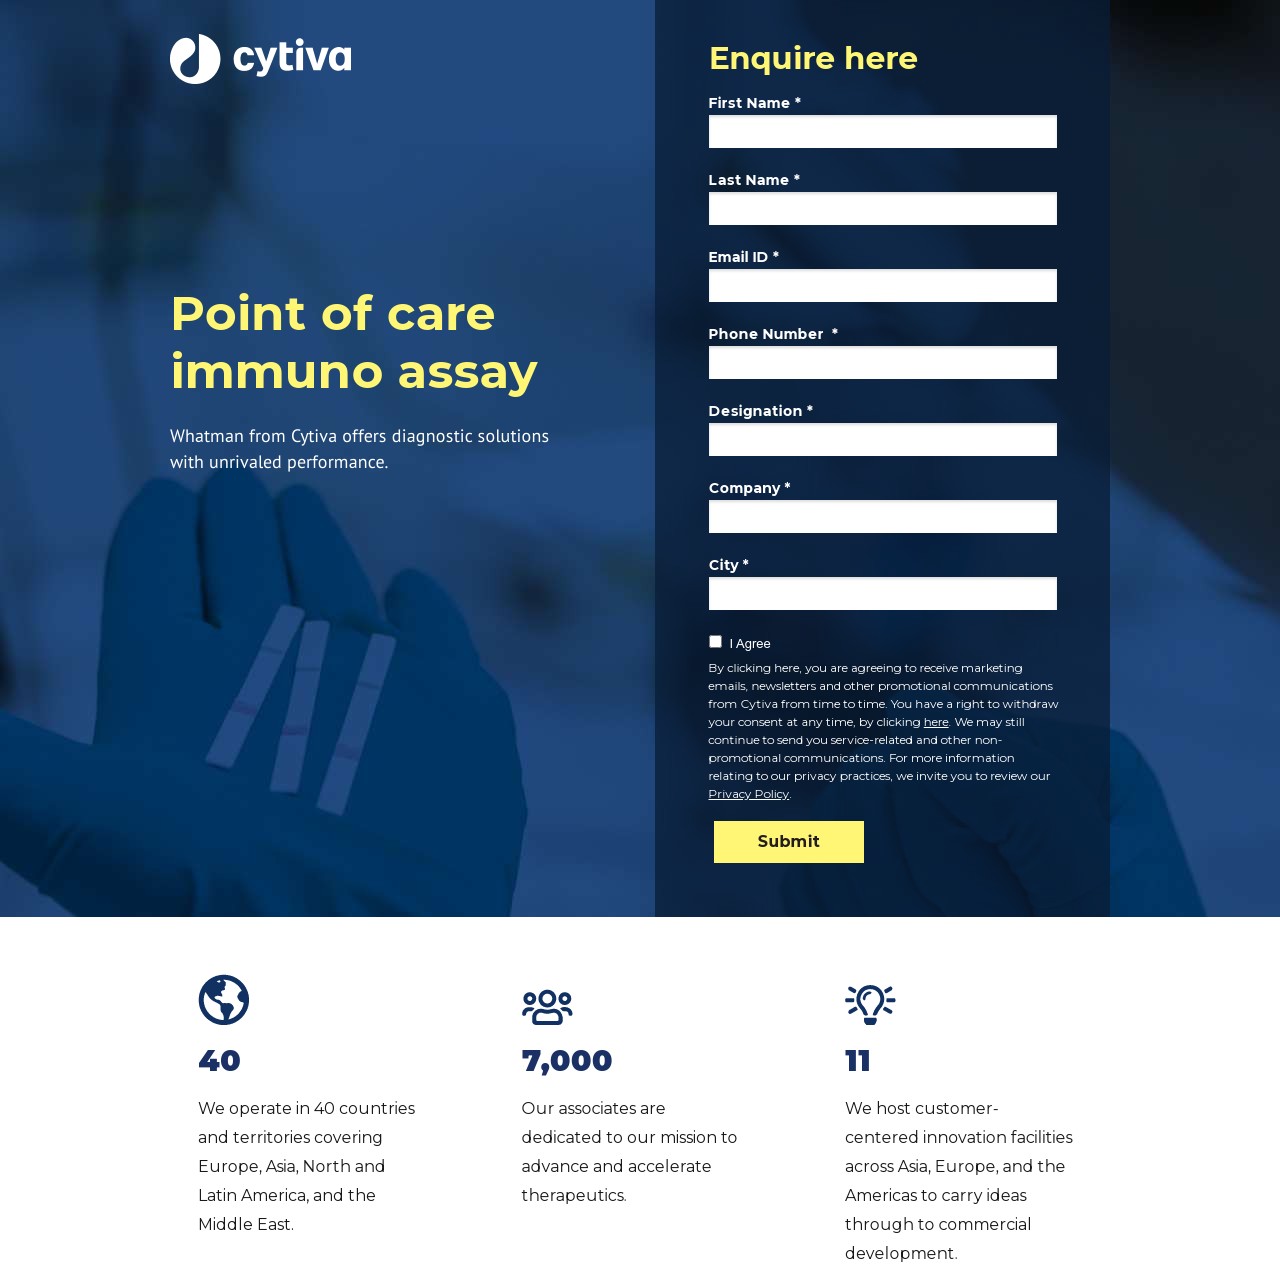 cytiva
Point of care
immuno assay
Whatman from Cytiva offers diagnostic solutions
with unrivaled performance.
Enquire here
First Name *
Last Name *
Email ID *
Phone Number *
Designation *
Company *
City *
I Agree
By clicking here, you are agreeing to receive marketing
emails, newsletters and other promotional communications
from Cytiva from time to time. You have a right to withdraw
your consent at any time, by clicking here. We may still
continue to send you service-related and other non-
promotional communications. For more information
relating to our privacy practices, we invite you to review our
Privacy Policy.
Submit
40
We operate in 40 countries
and territories covering
Europe, Asia, North and
Latin America, and the
Middle East.
7,000
Our associates are
dedicated to our mission to
advance and accelerate
therapeutics.
11
We host customer-
centered innovation facilities
across Asia, Europe, and the
Americas to carry ideas
through to commercial
development.